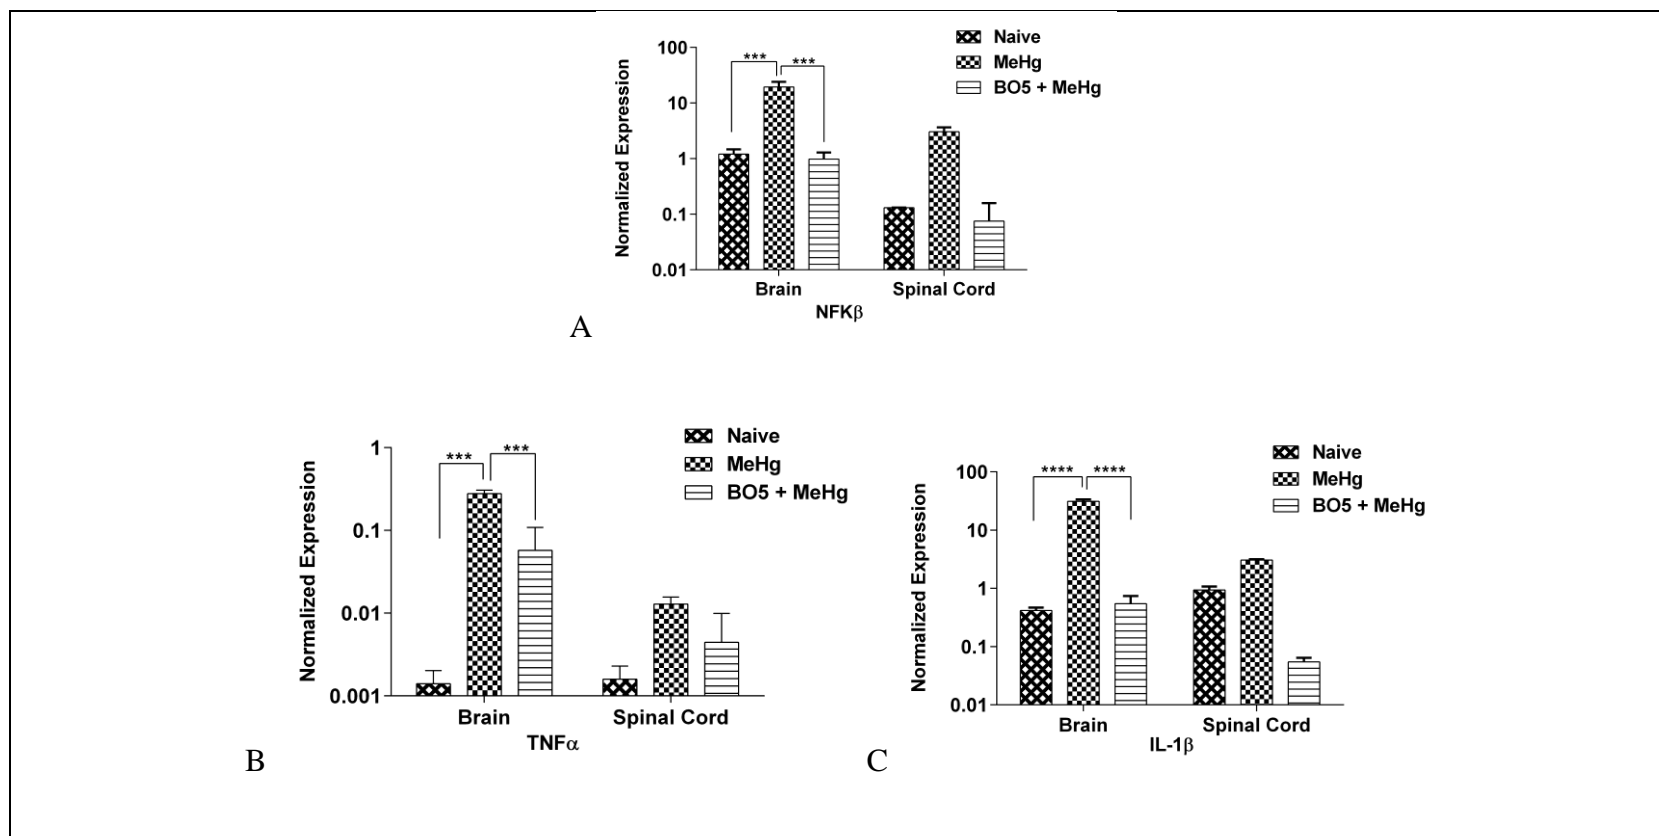 Naive
MeHg
BO5 + MeHg
*** ***
Normalized Expression
100
10
1
0.1
0.01
Brain Spinal Cord
NFKβ
A
Naive
MeHg
BO5 + MeHg
*** ***
Normalized Expression
1
0.1
0.01
0.001
Brain Spinal Cord
TNFα
B
Naive
MeHg
BO5 + MeHg
**** ****
Normalized Expression
100
10
1
0.1
0.01
Brain Spinal Cord
IL-1β
C